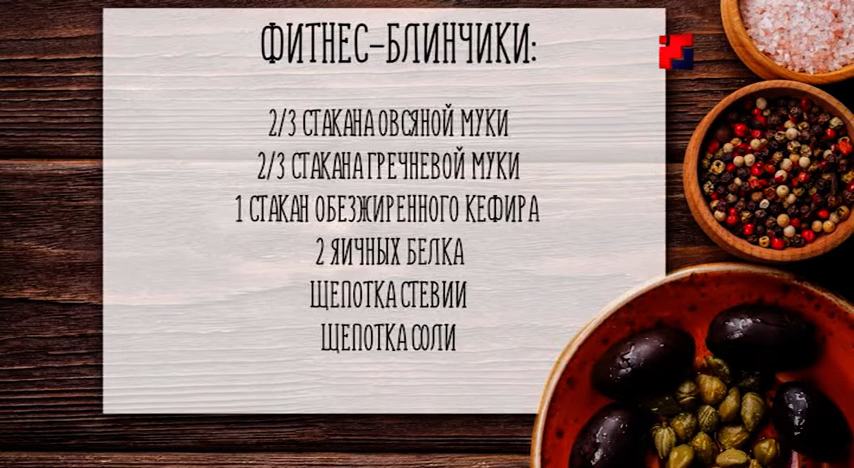 ФИТНЕС-БЛИНЧИКИ:
2/3 СТАКАНА ОВСЯНОЙ МУКИ
2/3 СТАКАНА ГРЕЧНЕВОЙ МУКИ
1 СТАКАН ОБЕЗЖИРЕННОГО КЕФИРА
2 ЯИЧНЫХ БЕЛКА
ЩЕПОТКА СТЕВИИ
ЩЕПОТКА СОЛИ